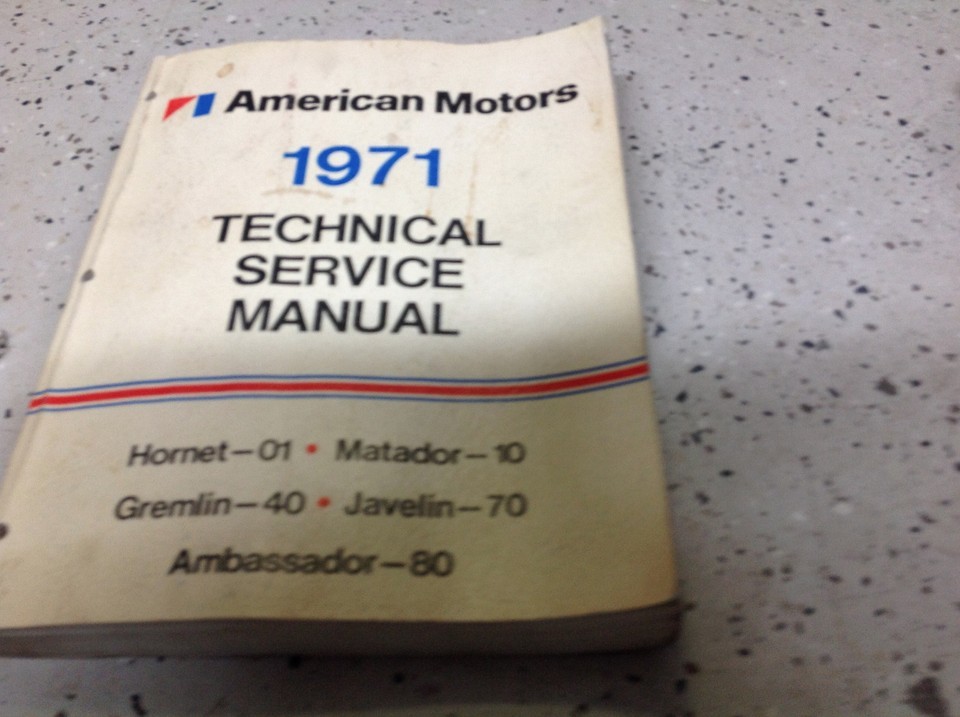 American Motors
1971
TECHNICAL
SERVICE
MANUAL
Hornet—01 • Matador—10
Gremlin—40 • Javelin—70
Ambassador—80